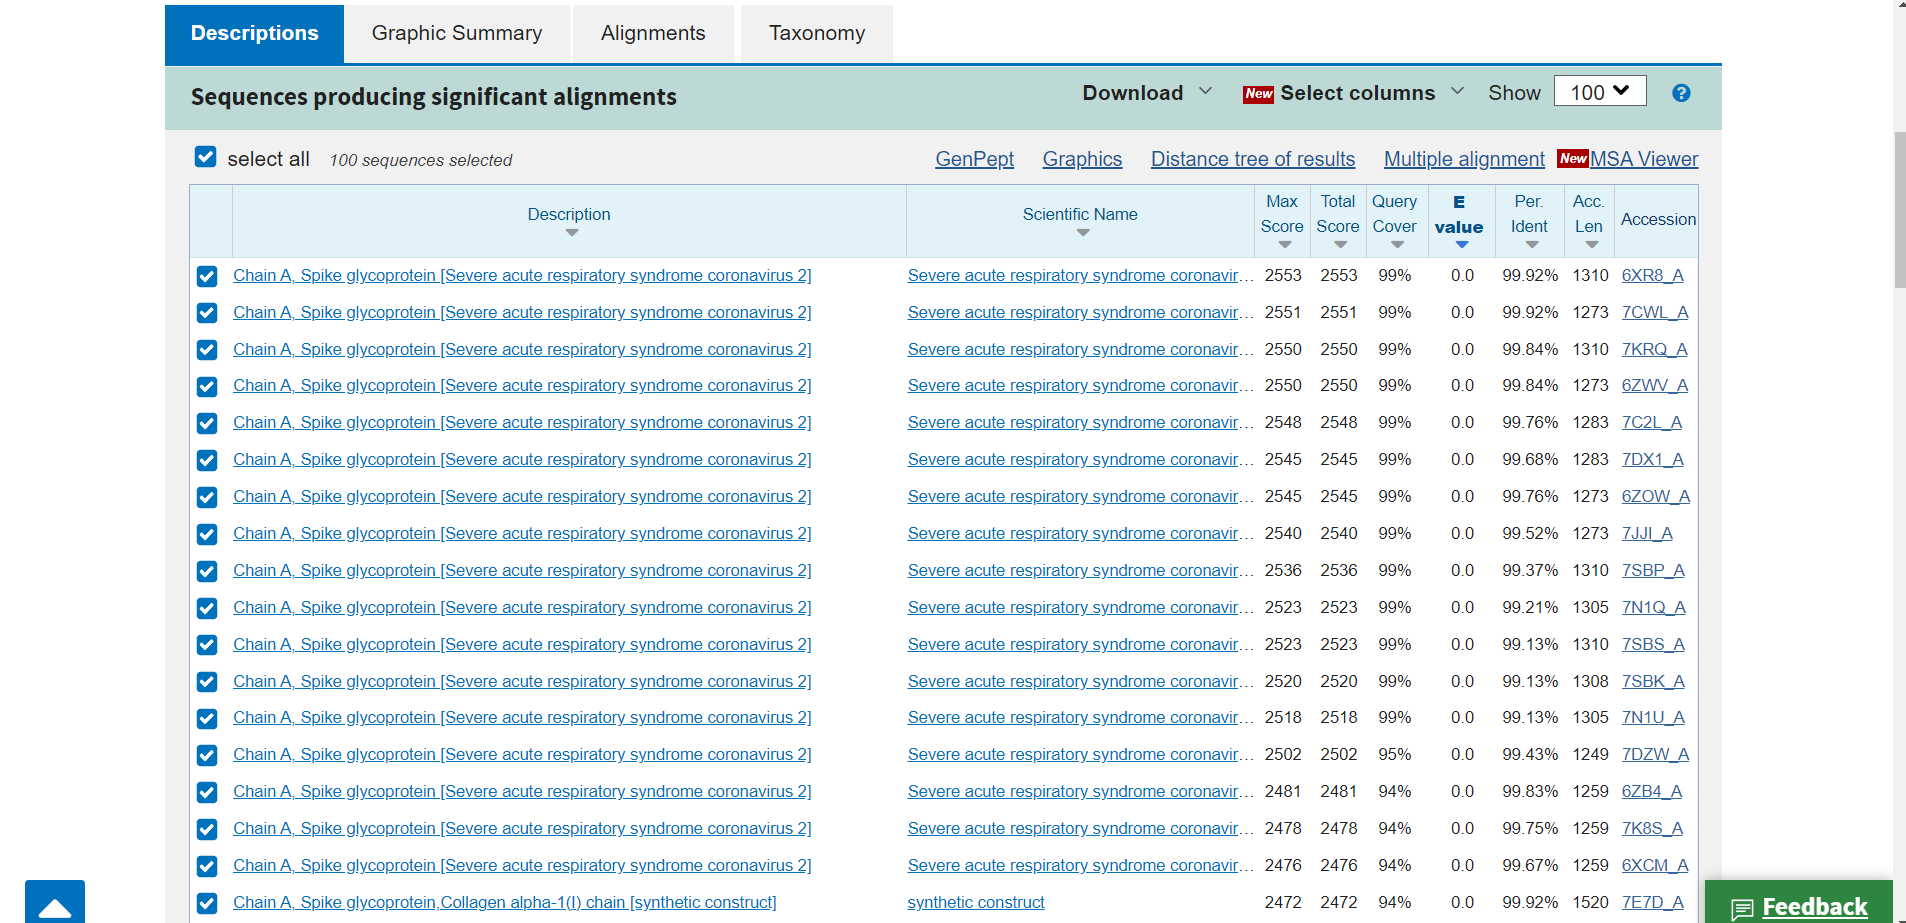 Descriptions Graphic Summary Alignments Taxonomy
Sequences producing significant alignments Download New Select columns Show 100 ?
select all 100 sequences selected GenPept Graphics Distance tree of results Multiple alignment New MSA Viewer
Description Scientific Name Max Score Total Score Query Cover E value Per. Ident Acc. Len Accession
Chain A, Spike glycoprotein [Severe acute respiratory syndrome coronavirus 2] Severe acute respiratory syndrome coronavir... 2553 2553 99% 0.0 99.92% 1310 6XR8_A
Chain A, Spike glycoprotein [Severe acute respiratory syndrome coronavirus 2] Severe acute respiratory syndrome coronavir... 2551 2551 99% 0.0 99.92% 1273 7CWL_A
Chain A, Spike glycoprotein [Severe acute respiratory syndrome coronavirus 2] Severe acute respiratory syndrome coronavir... 2550 2550 99% 0.0 99.84% 1310 7KRQ_A
Chain A, Spike glycoprotein [Severe acute respiratory syndrome coronavirus 2] Severe acute respiratory syndrome coronavir... 2550 2550 99% 0.0 99.84% 1273 6ZWV_A
Chain A, Spike glycoprotein [Severe acute respiratory syndrome coronavirus 2] Severe acute respiratory syndrome coronavir... 2548 2548 99% 0.0 99.76% 1283 7C2L_A
Chain A, Spike glycoprotein [Severe acute respiratory syndrome coronavirus 2] Severe acute respiratory syndrome coronavir... 2545 2545 99% 0.0 99.68% 1283 7DX1_A
Chain A, Spike glycoprotein [Severe acute respiratory syndrome coronavirus 2] Severe acute respiratory syndrome coronavir... 2545 2545 99% 0.0 99.76% 1273 6ZOW_A
Chain A, Spike glycoprotein [Severe acute respiratory syndrome coronavirus 2] Severe acute respiratory syndrome coronavir... 2540 2540 99% 0.0 99.52% 1273 7JJI_A
Chain A, Spike glycoprotein [Severe acute respiratory syndrome coronavirus 2] Severe acute respiratory syndrome coronavir... 2536 2536 99% 0.0 99.37% 1310 7SBP_A
Chain A, Spike glycoprotein [Severe acute respiratory syndrome coronavirus 2] Severe acute respiratory syndrome coronavir... 2523 2523 99% 0.0 99.21% 1305 7N1Q_A
Chain A, Spike glycoprotein [Severe acute respiratory syndrome coronavirus 2] Severe acute respiratory syndrome coronavir... 2523 2523 99% 0.0 99.13% 1310 7SBS_A
Chain A, Spike glycoprotein [Severe acute respiratory syndrome coronavirus 2] Severe acute respiratory syndrome coronavir... 2520 2520 99% 0.0 99.13% 1308 7SBK_A
Chain A, Spike glycoprotein [Severe acute respiratory syndrome coronavirus 2] Severe acute respiratory syndrome coronavir... 2518 2518 99% 0.0 99.13% 1305 7N1U_A
Chain A, Spike glycoprotein [Severe acute respiratory syndrome coronavirus 2] Severe acute respiratory syndrome coronavir... 2502 2502 95% 0.0 99.43% 1249 7DZW_A
Chain A, Spike glycoprotein [Severe acute respiratory syndrome coronavirus 2] Severe acute respiratory syndrome coronavir... 2481 2481 94% 0.0 99.83% 1259 6ZB4_A
Chain A, Spike glycoprotein [Severe acute respiratory syndrome coronavirus 2] Severe acute respiratory syndrome coronavir... 2478 2478 94% 0.0 99.75% 1259 7K8S_A
Chain A, Spike glycoprotein [Severe acute respiratory syndrome coronavirus 2] Severe acute respiratory syndrome coronavir... 2476 2476 94% 0.0 99.67% 1259 6XCM_A
Chain A, Spike glycoprotein,Collagen alpha-1(I) chain [synthetic construct] synthetic construct 2472 2472 94% 0.0 99.92% 1520 7E7D_A
Feedback